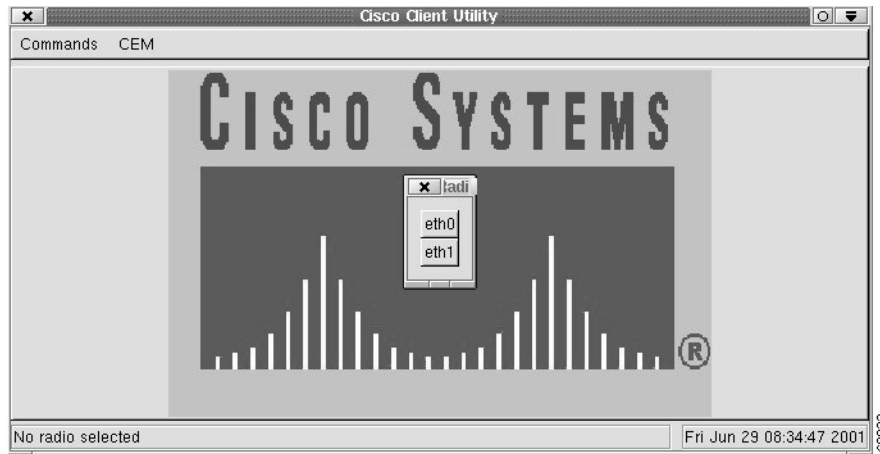 Cisco Client Utility
Commands CEM
CISCO SYSTEMS
Radi
eth0
eth1
®
No radio selected
Fri Jun 29 08:34:47 2001